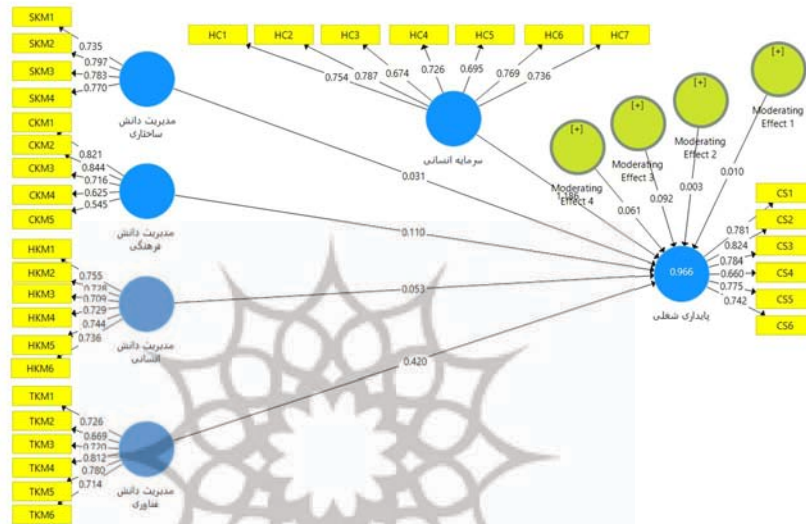 SKM1
SKM2
SKM3
SKM4
0.735
0.797
0.783
0.770
مدیریت دانش
ساختاری
CKM1
CKM2
CKM3
CKM4
CKM5
0.821
0.844
0.716
0.625
0.545
مدیریت دانش
فرهنگی
HKM1
HKM2
HKM3
HKM4
HKM5
HKM6
0.755
0.728
0.709
0.729
0.744
0.736
مدیریت دانش
انسانی
TKM1
TKM2
TKM3
TKM4
TKM5
TKM6
0.726
0.669
0.720
0.812
0.780
0.714
مدیریت دانش
فناوری
HC1
HC2
HC3
HC4
HC5
HC6
HC7
0.754
0.787
0.674
0.726
0.695
0.769
0.736
سرمایه انسانی
[+]
Moderating
Effect 1
[+]
Moderating
Effect 2
[+]
Moderating
Effect 3
[+]
Moderating
Effect 4
0.031
0.110
0.053
0.420
1.186
0.061
0.092
0.003
0.010
0.966
پایداری شغلی
CS1
CS2
CS3
CS4
CS5
CS6
0.781
0.824
0.784
0.660
0.775
0.742